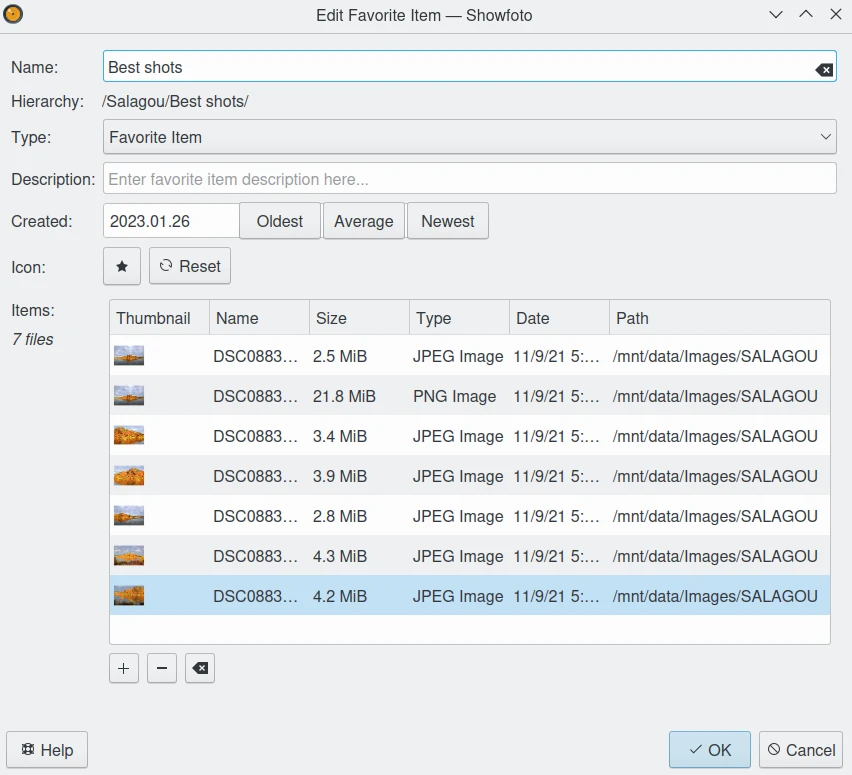 Edit Favorite Item — Showfoto
Name: Best shots
Hierarchy: /Salagou/Best shots/
Type: Favorite Item
Description: Enter favorite item description here...
Created: 2023.01.26 Oldest Average Newest
Icon: Reset
Items:
7 files
Thumbnail Name Size Type Date Path
DSC0883… 2.5 MiB JPEG Image 11/9/21 5:… /mnt/data/Images/SALAGOU
DSC0883… 21.8 MiB PNG Image 11/9/21 5:… /mnt/data/Images/SALAGOU
DSC0883… 3.4 MiB JPEG Image 11/9/21 5:… /mnt/data/Images/SALAGOU
DSC0883… 3.9 MiB JPEG Image 11/9/21 5:… /mnt/data/Images/SALAGOU
DSC0883… 2.8 MiB JPEG Image 11/9/21 5:… /mnt/data/Images/SALAGOU
DSC0883… 4.3 MiB JPEG Image 11/9/21 5:… /mnt/data/Images/SALAGOU
DSC0883… 4.2 MiB JPEG Image 11/9/21 5:… /mnt/data/Images/SALAGOU
Help OK Cancel